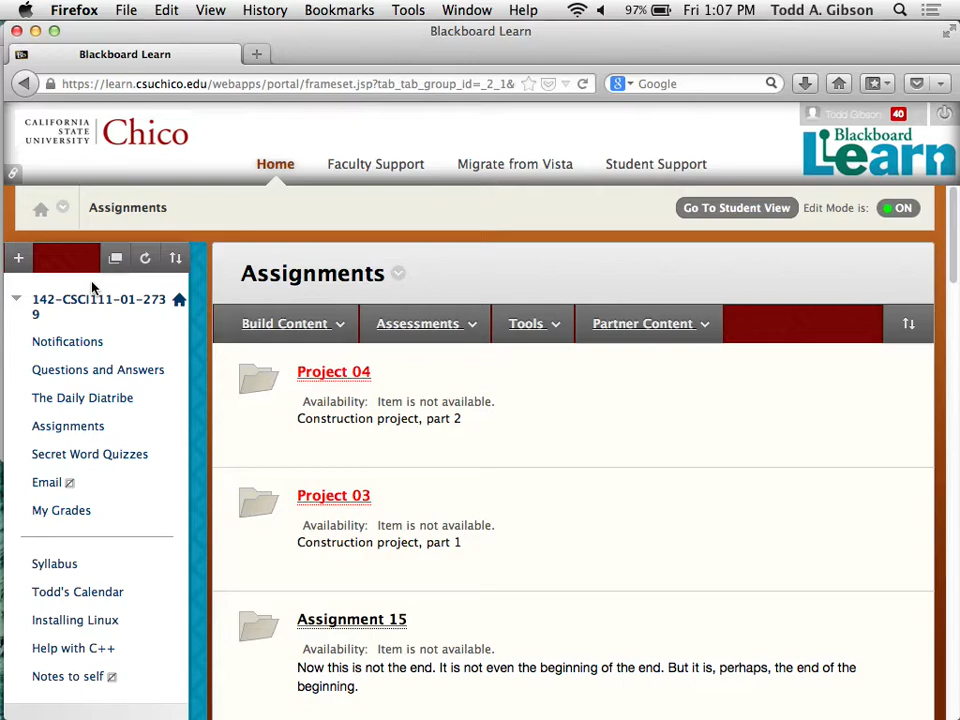 Firefox File Edit View History Bookmarks Tools Window Help 97% Fri 1:07 PM Todd A. Gibson
Blackboard Learn
Blackboard Learn
https://learn.csuchico.edu/webapps/portal/frameset.jsp?tab_tab_group_id=_2_1& Google
CALIFORNIA STATE UNIVERSITY Chico
Todd Gibson 40
Blackboard Learn
Home Faculty Support Migrate from Vista Student Support
Assignments Go To Student View Edit Mode is: ON
142-CSCI111-01-273
9
Notifications
Questions and Answers
The Daily Diatribe
Assignments
Secret Word Quizzes
Email
My Grades
Syllabus
Todd's Calendar
Installing Linux
Help with C++
Notes to self
Assignments
Build Content Assessments Tools Partner Content
Project 04
Availability: Item is not available.
Construction project, part 2
Project 03
Availability: Item is not available.
Construction project, part 1
Assignment 15
Availability: Item is not available.
Now this is not the end. It is not even the beginning of the end. But it is, perhaps, the end of the
beginning.